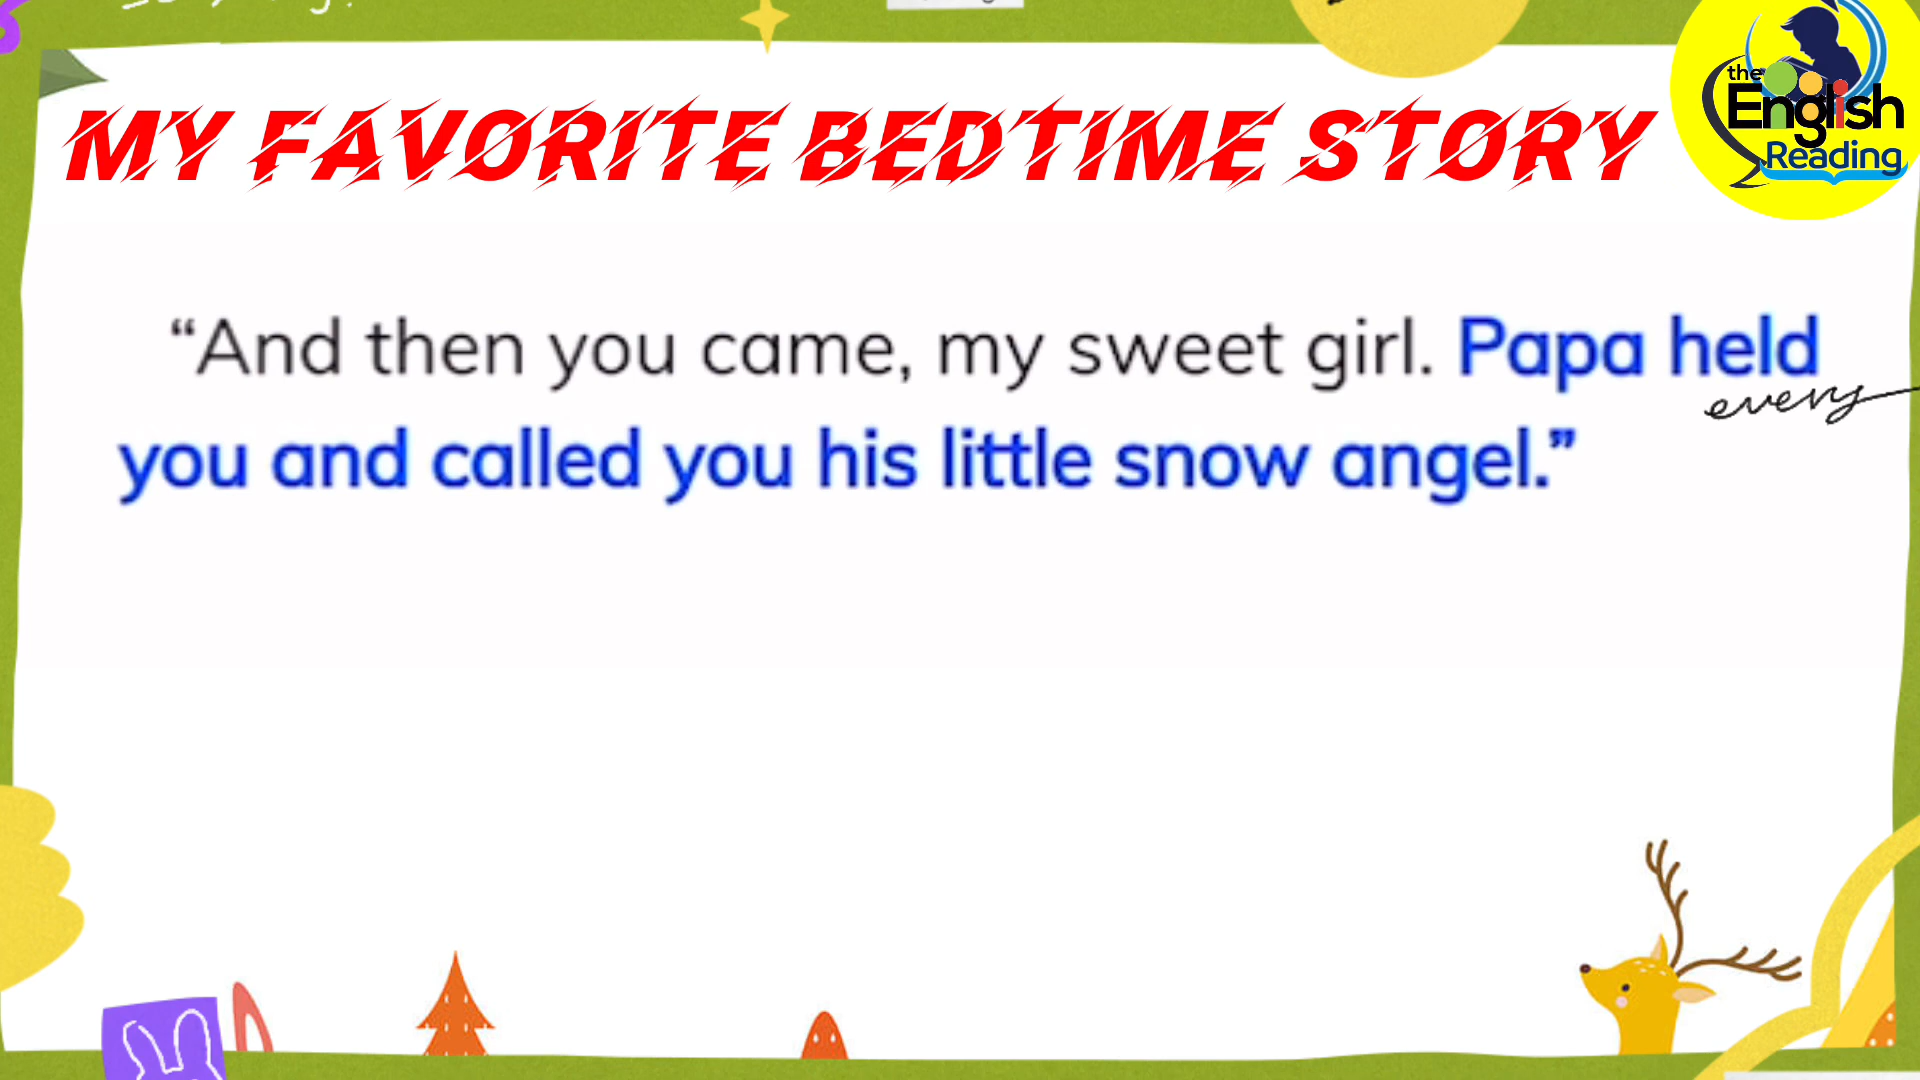 MY FAVORITE BEDTIME STORY
the
English
Reading
“And then you came, my sweet girl. Papa held
every
you and called you his little snow angel.”